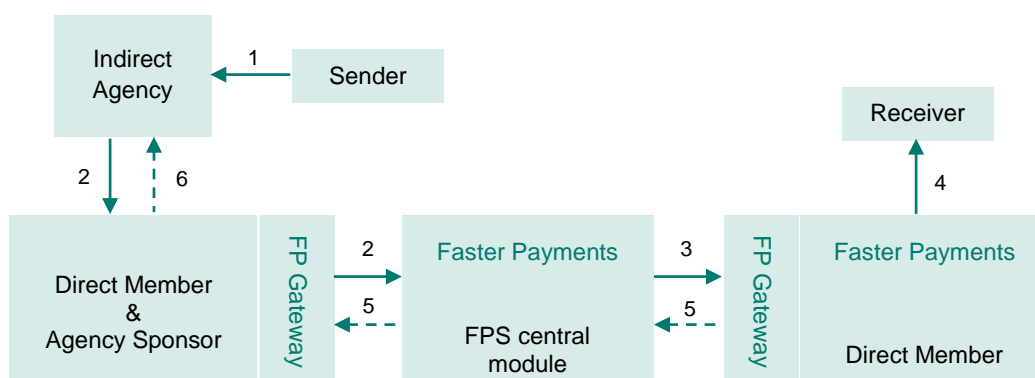 Indirect
Agency
1
Sender
Receiver
2
6
4
Direct Member
&
Agency Sponsor
FP Gateway
2
5
Faster Payments
FPS central
module
3
5
FP Gateway
Faster Payments
Direct Member